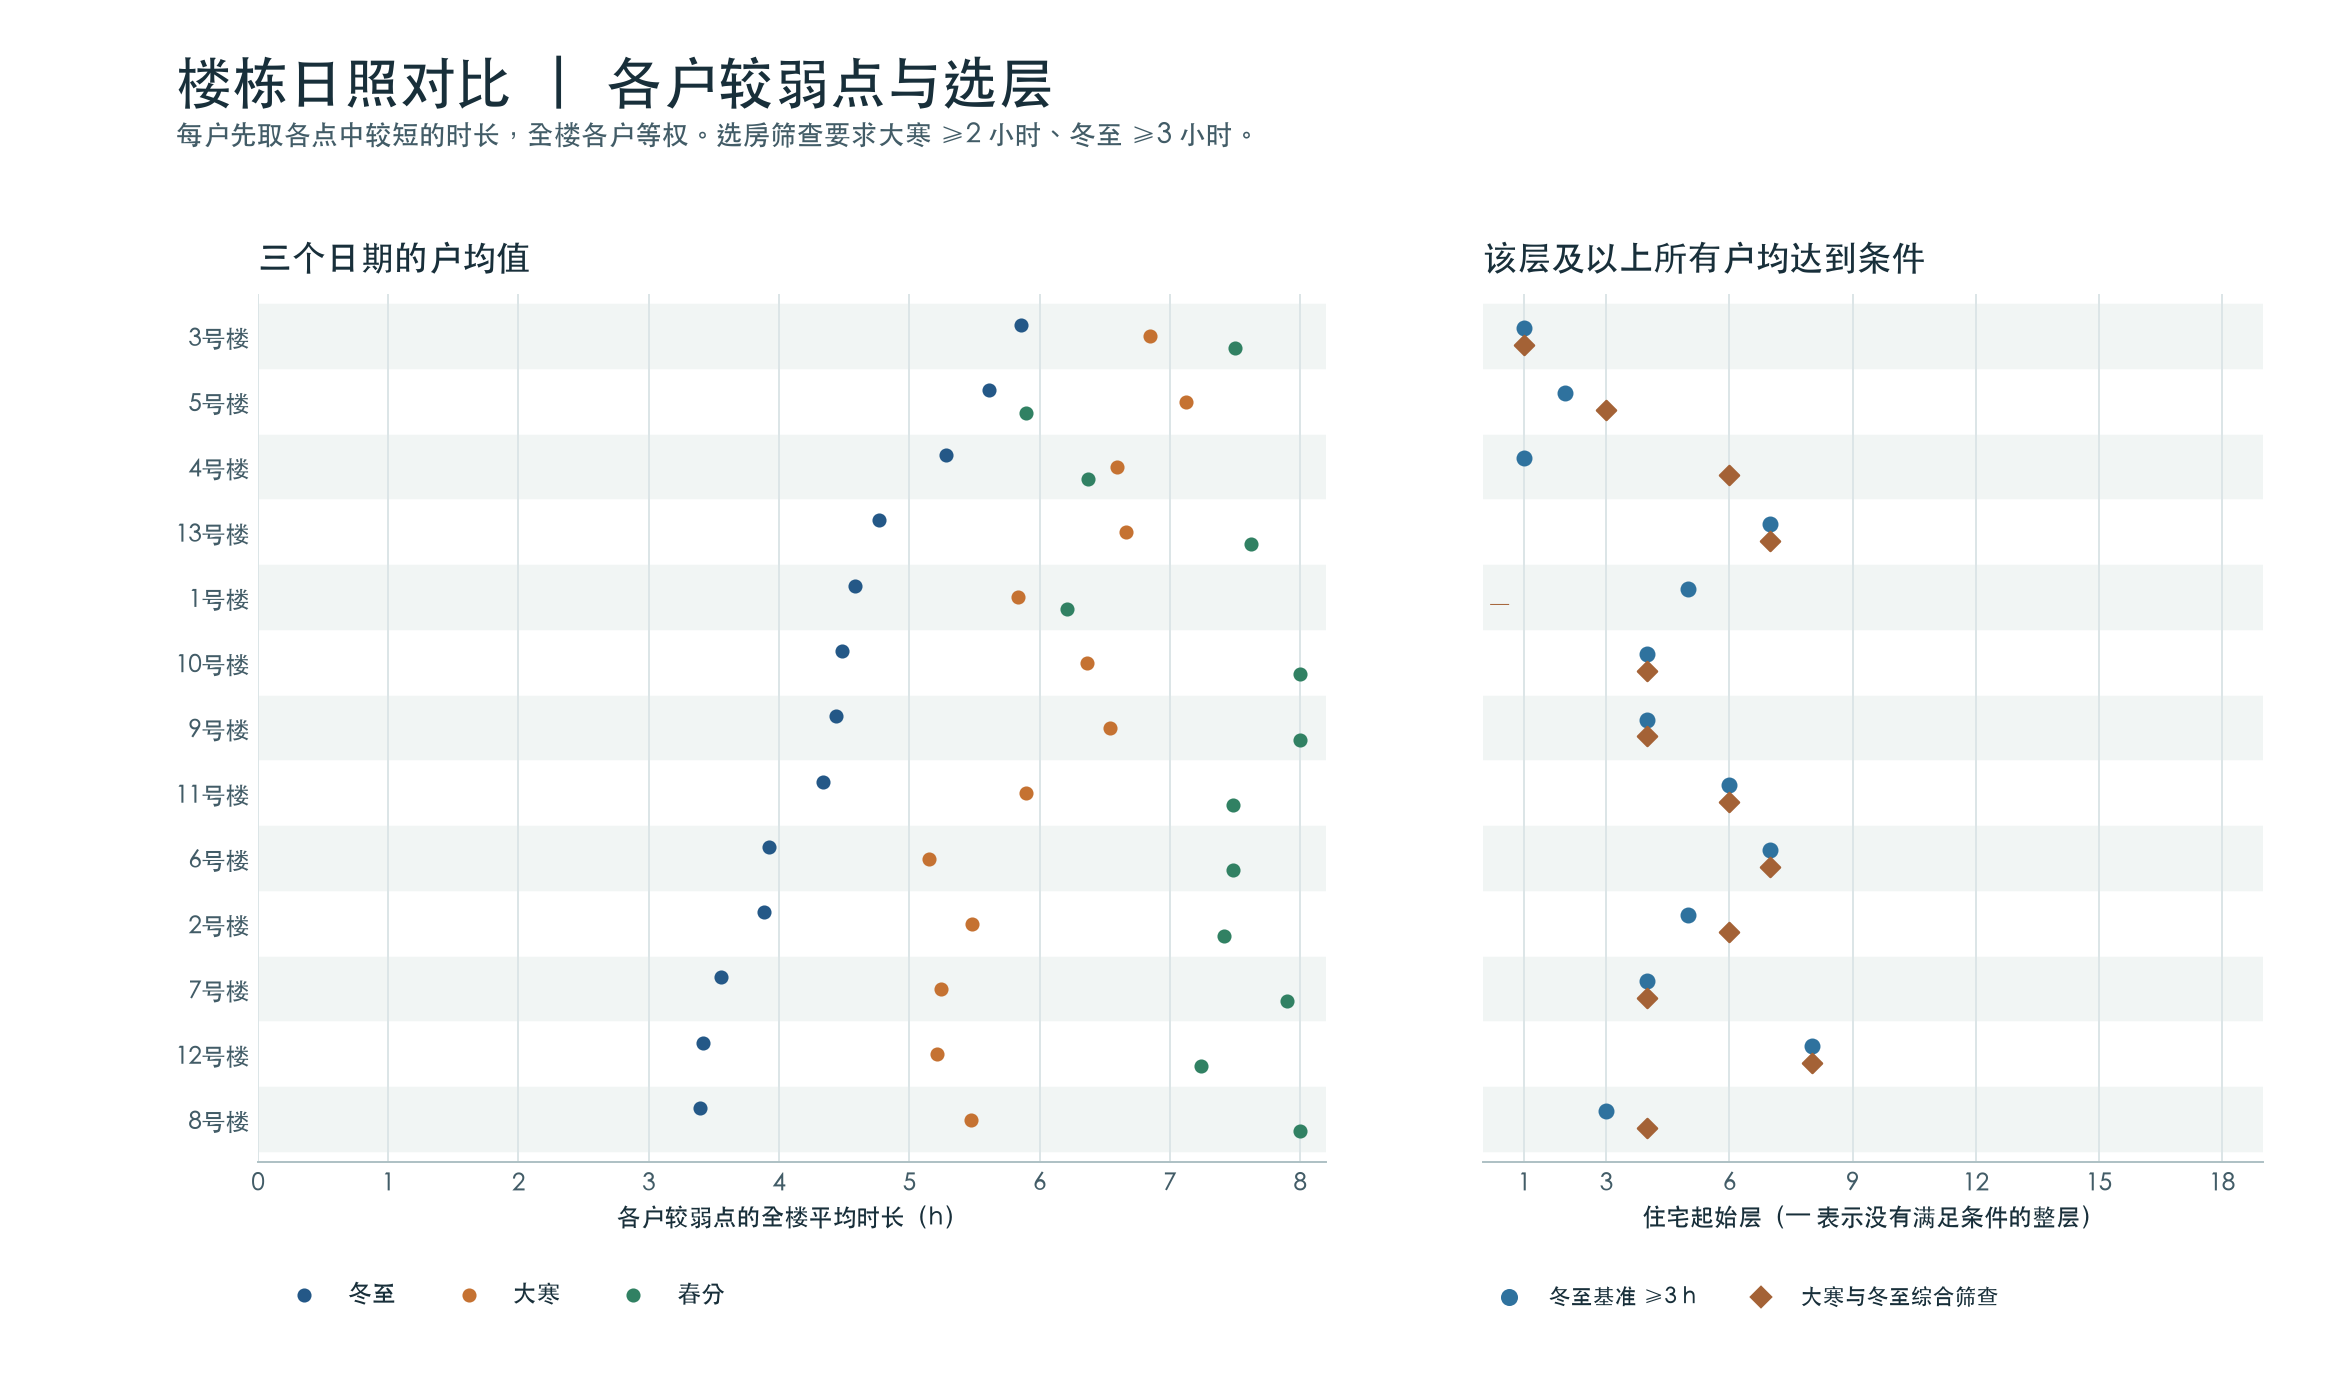 楼栋日照对比 ｜ 各户较弱点与选层
每户先取各点中较短的时长，全楼各户等权。选房筛查要求大寒 ≥2 小时、冬至 ≥3 小时。
三个日期的户均值
该层及以上所有户均达到条件
3号楼
5号楼
4号楼
13号楼
1号楼
—
10号楼
9号楼
11号楼
6号楼
2号楼
7号楼
12号楼
8号楼
0 1 2 3 4 5 6 7 8
1 3 6 9 12 15 18
各户较弱点的全楼平均时长（h）
住宅起始层（— 表示没有满足条件的整层）
冬至 大寒 春分
冬至基准 ≥3 h 大寒与冬至综合筛查